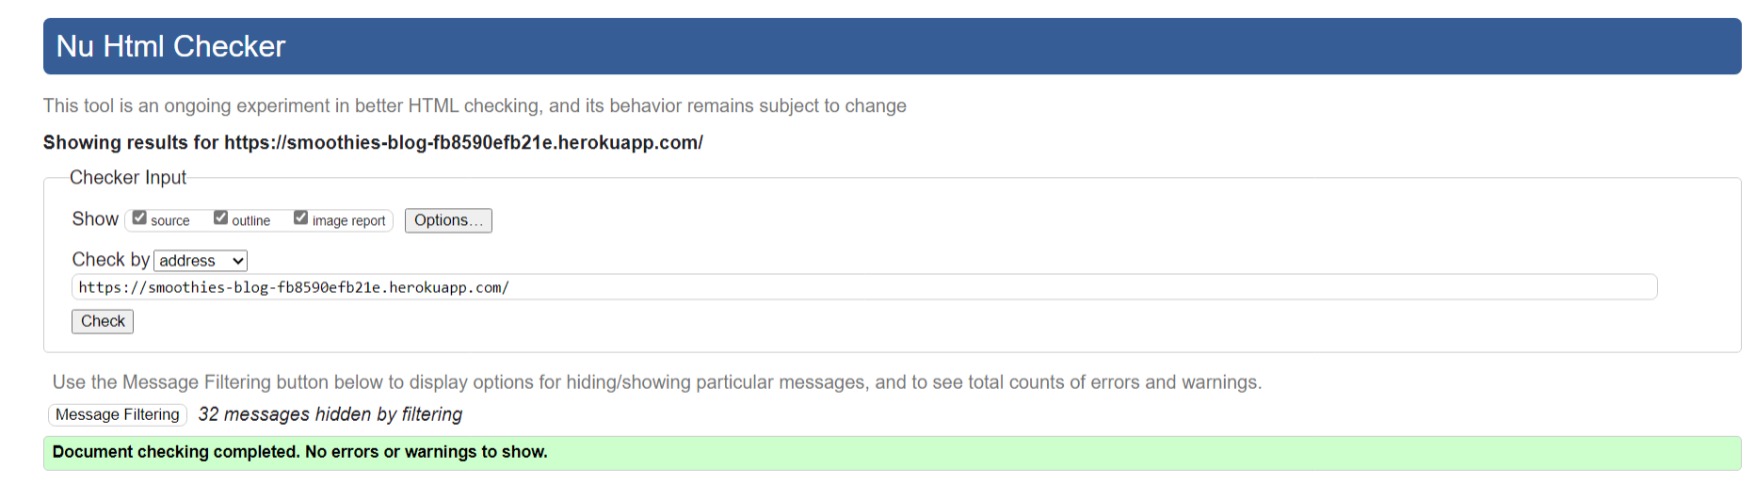 Nu Html Checker
This tool is an ongoing experiment in better HTML checking, and its behavior remains subject to change
Showing results for https://smoothies-blog-fb8590efb21e.herokuapp.com/
Checker Input
Show source outline image report Options...
Check by address
https://smoothies-blog-fb8590efb21e.herokuapp.com/
Check
Use the Message Filtering button below to display options for hiding/showing particular messages, and to see total counts of errors and warnings.
Message Filtering 32 messages hidden by filtering
Document checking completed. No errors or warnings to show.